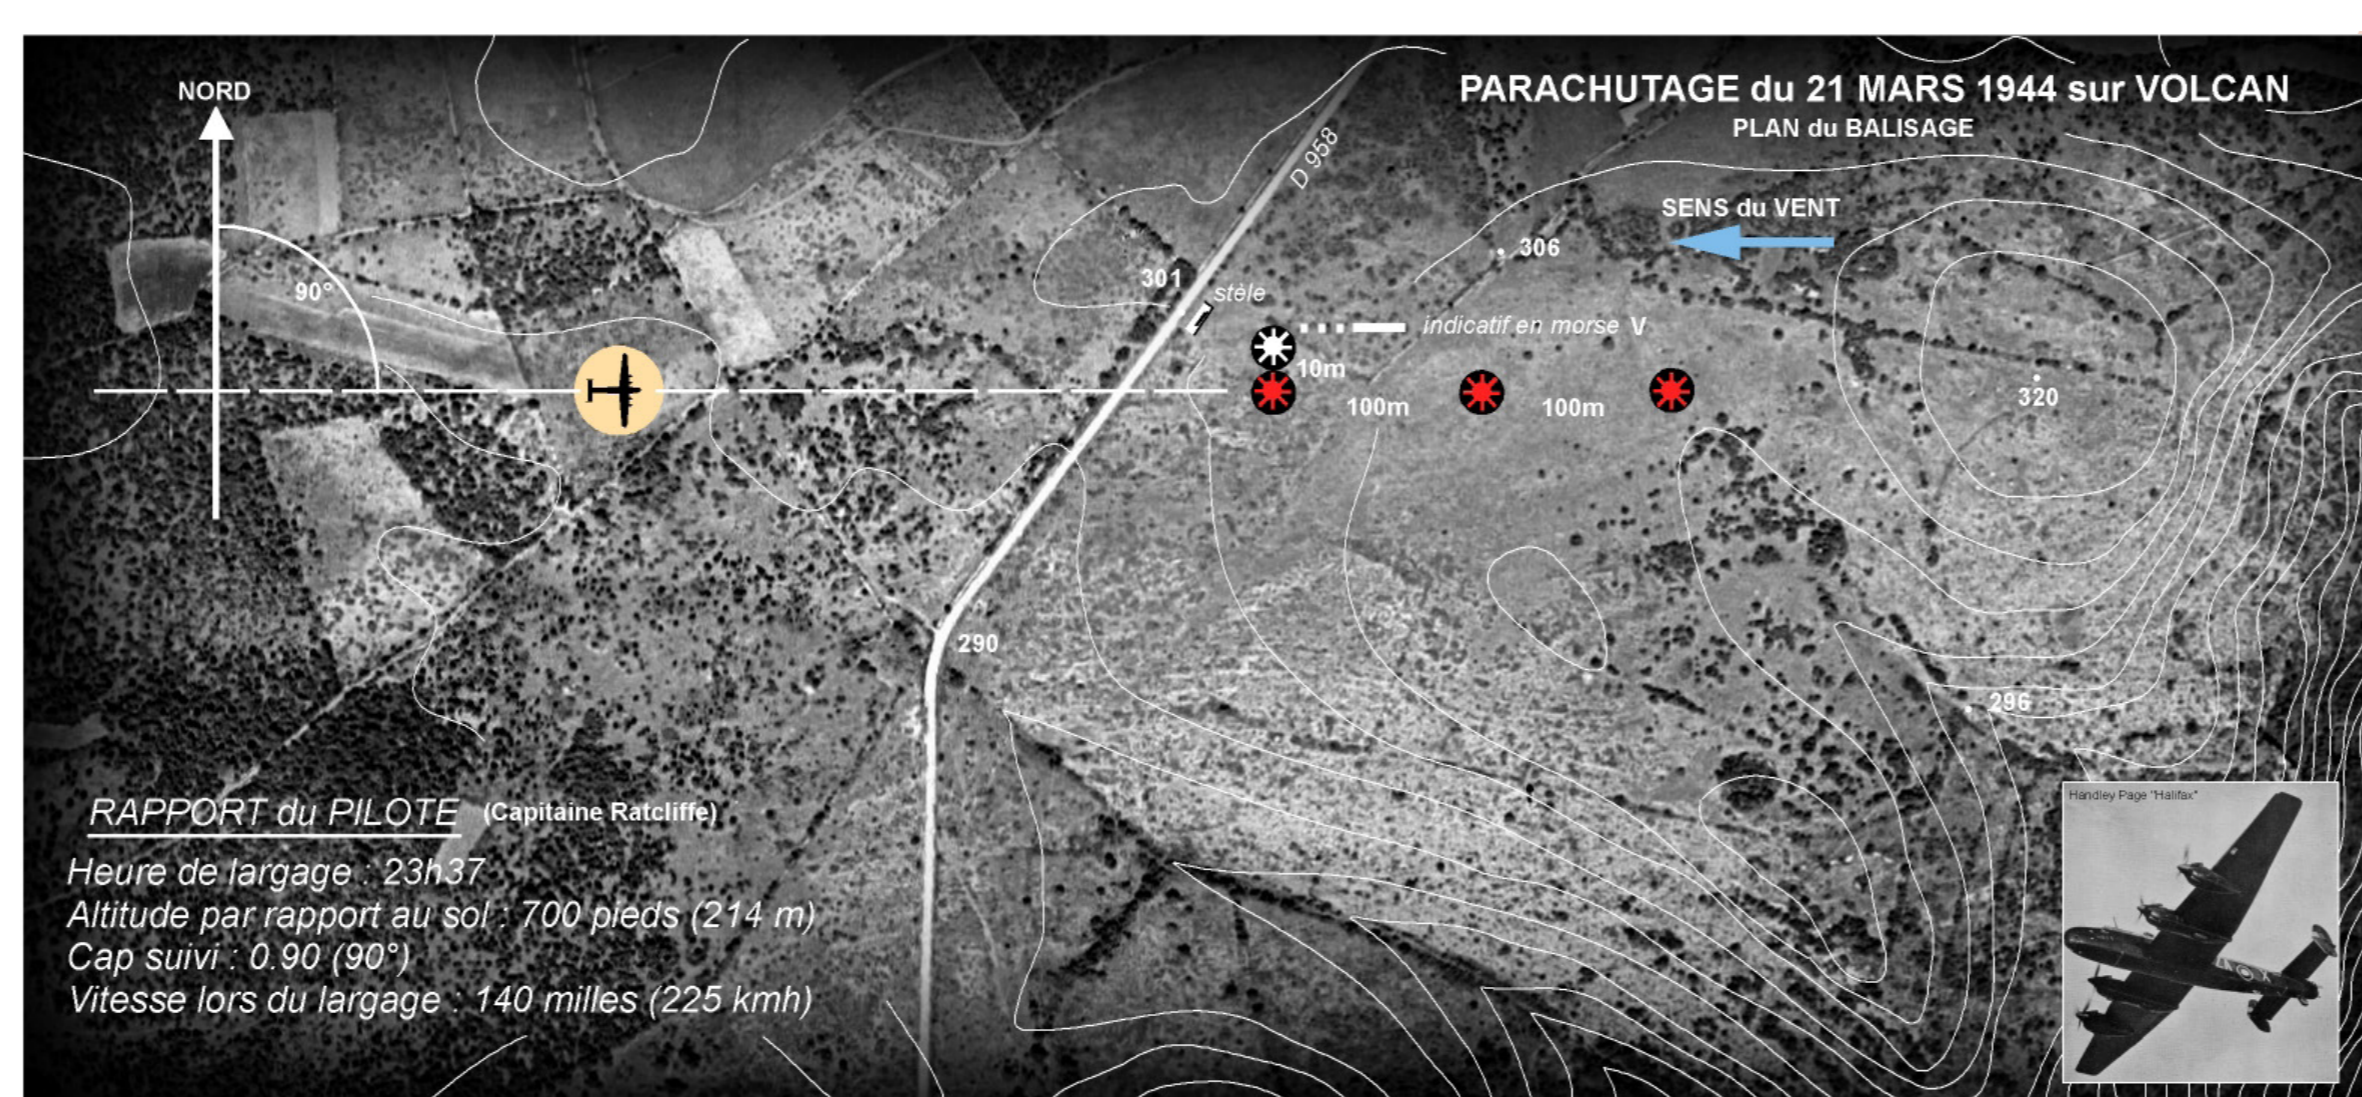 PARACHUTAGE du 21 MARS 1944 sur VOLCAN
PLAN du BALISAGE
NORD
90°
D 958
SENS du VENT
306
301
stèle
indicatif en morse V
10m
100m
100m
320
290
296
RAPPORT du PILOTE (Capitaine Ratcliffe)
Heure de largage : 23h37
Altitude par rapport au sol : 700 pieds (214 m)
Cap suivi : 0.90 (90°)
Vitesse lors du largage : 140 milles (225 kmh)
Handley Page "Halifax"